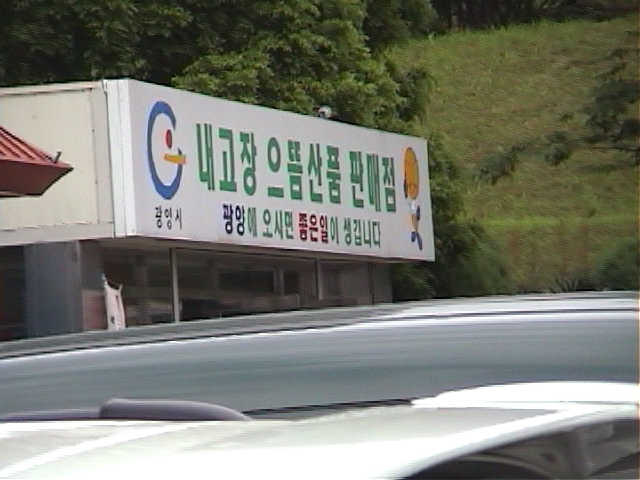 내고장 으뜸산품 판매점
광양시
광양에 오시면 좋은일이 생깁니다